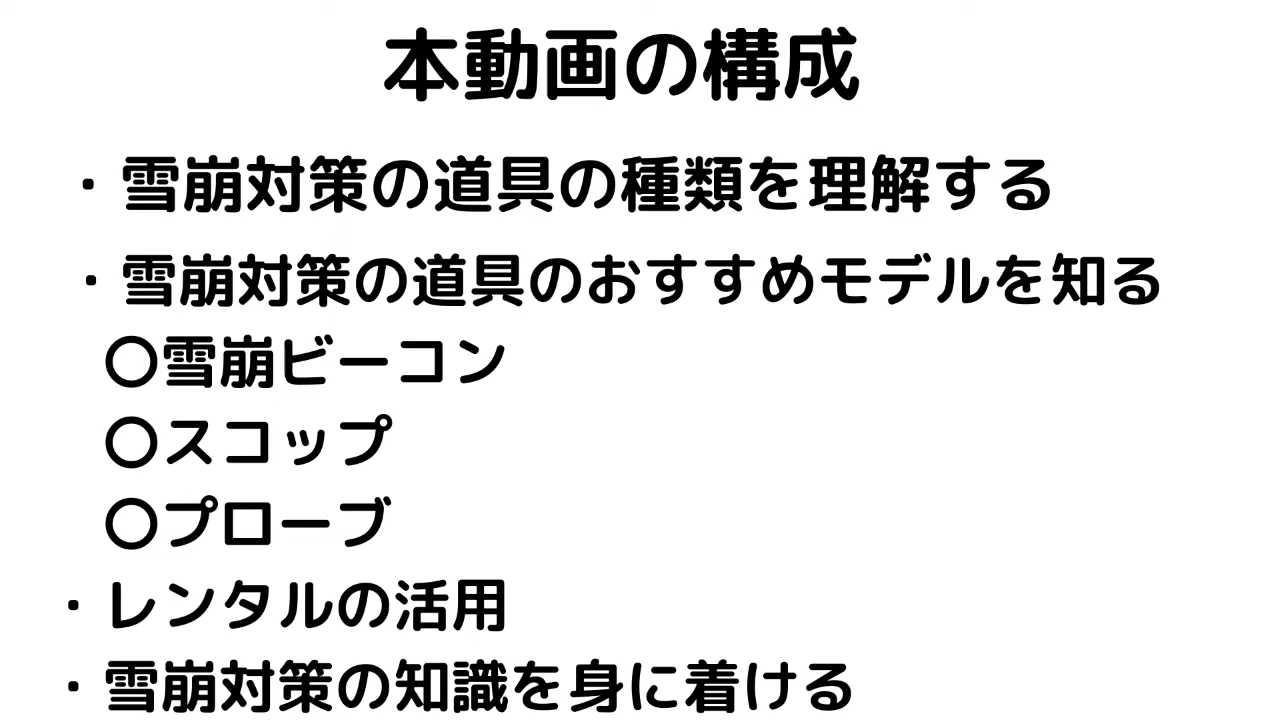 本動画の構成
・雪崩対策の道具の種類を理解する
・雪崩対策の道具のおすすめモデルを知る
〇雪崩ビーコン
〇スコップ
〇プローブ
・レンタルの活用
・雪崩対策の知識を身に着ける